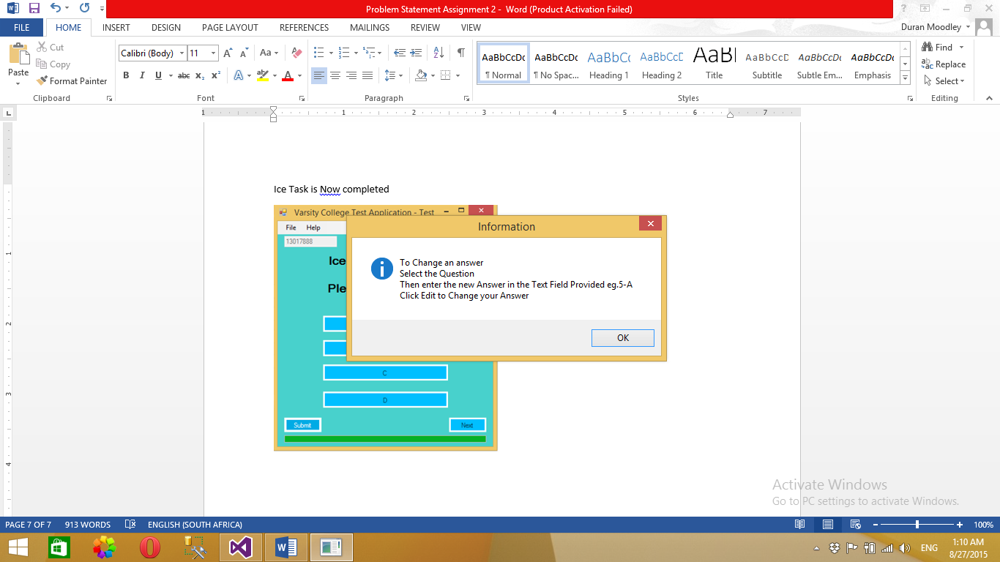 Problem Statement Assignment 2 - Word (Product Activation Failed)
FILE HOME INSERT DESIGN PAGE LAYOUT REFERENCES MAILINGS REVIEW VIEW
Duran Moodley
Paste
Cut
Copy
Format Painter
Clipboard
Calibri (Body) 11
Font
Paragraph
AaBbCcDc AaBbCcDc AaBbCc AaBbCcD AaBl AaBbCcD AaBbCcDc AaBbCcDc
¶ Normal ¶ No Spac... Heading 1 Heading 2 Title Subtitle Subtle Em... Emphasis
Styles
Find
Replace
Select
Editing
1 1 2 3 4 5 6 7
1
2
3
4
Ice Task is Now completed
Varsity College Test Application - Test
File Help
13017888
Ice
Ple
C
D
Submit
Next
Information
To Change an answer
Select the Question
Then enter the new Answer in the Text Field Provided eg.5-A
Click Edit to Change your Answer
OK
Activate Windows
Go to PC settings to activate Windows.
PAGE 7 OF 7 913 WORDS ENGLISH (SOUTH AFRICA)
100%
ENG
1:10 AM
8/27/2015